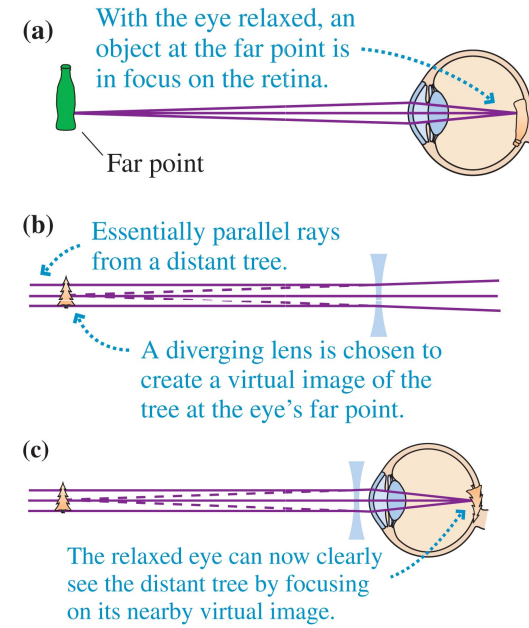 (a)
With the eye relaxed, an
object at the far point is
in focus on the retina.
Far point
(b)
Essentially parallel rays
from a distant tree.
A diverging lens is chosen to
create a virtual image of the
tree at the eye's far point.
(c)
The relaxed eye can now clearly
see the distant tree by focusing
on its nearby virtual image.